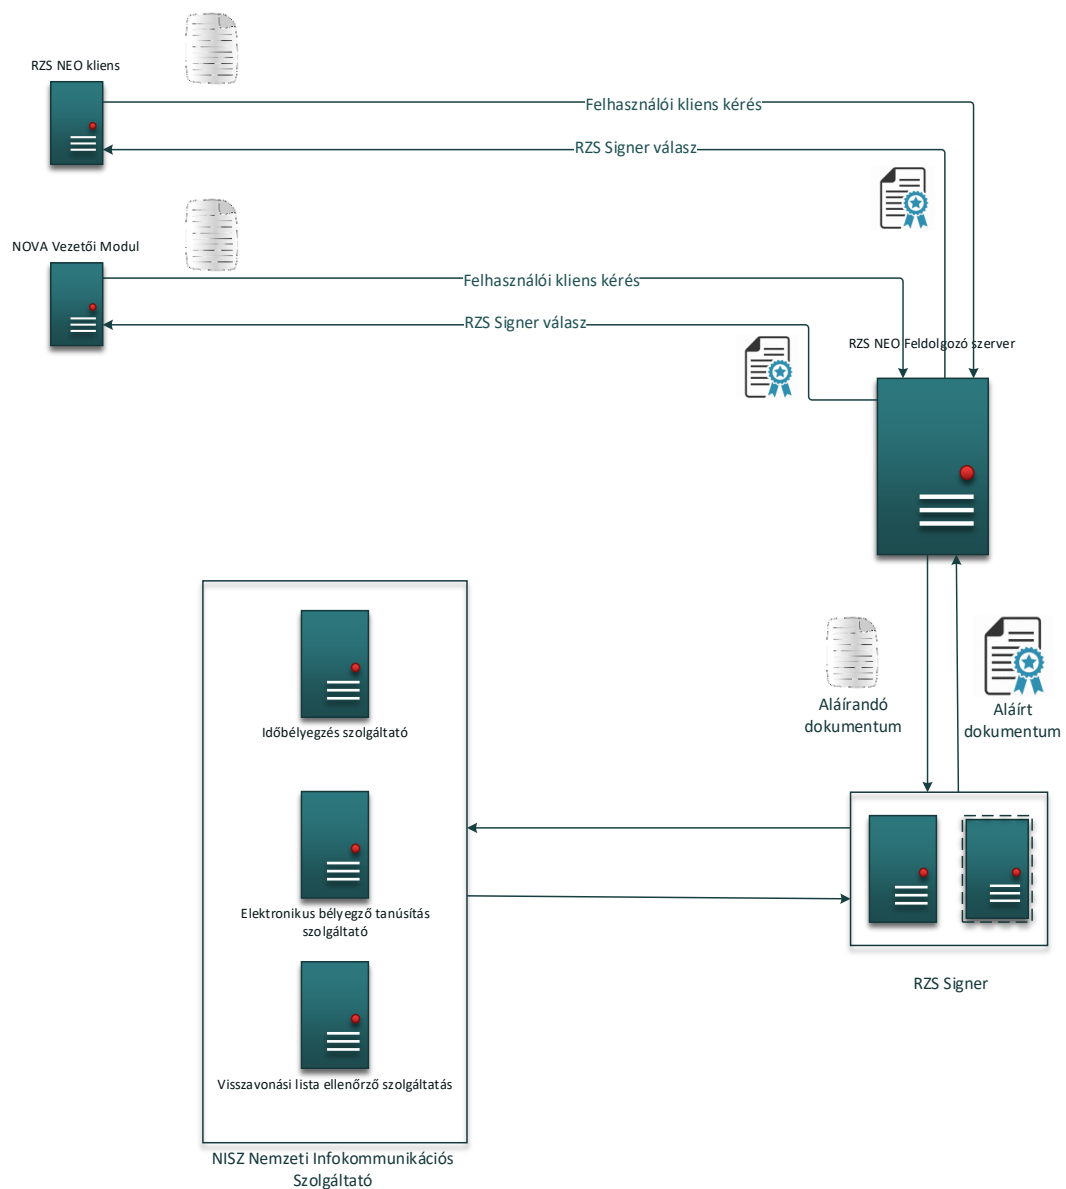 RZS NEO kliens
Felhasználói kliens kérés
RZS Signer válasz
NOVA Vezetői Modul
Felhasználói kliens kérés
RZS Signer válasz
RZS NEO Feldolgozó szerver
Aláírandó
dokumentum
Aláírt
dokumentum
Időbélyegzés szolgáltató
Elektronikus bélyegző tanúsítás
szolgáltató
Visszavonási lista ellenőrző szolgáltatás
RZS Signer
NISZ Nemzeti Infokommunikációs
Szolgáltató